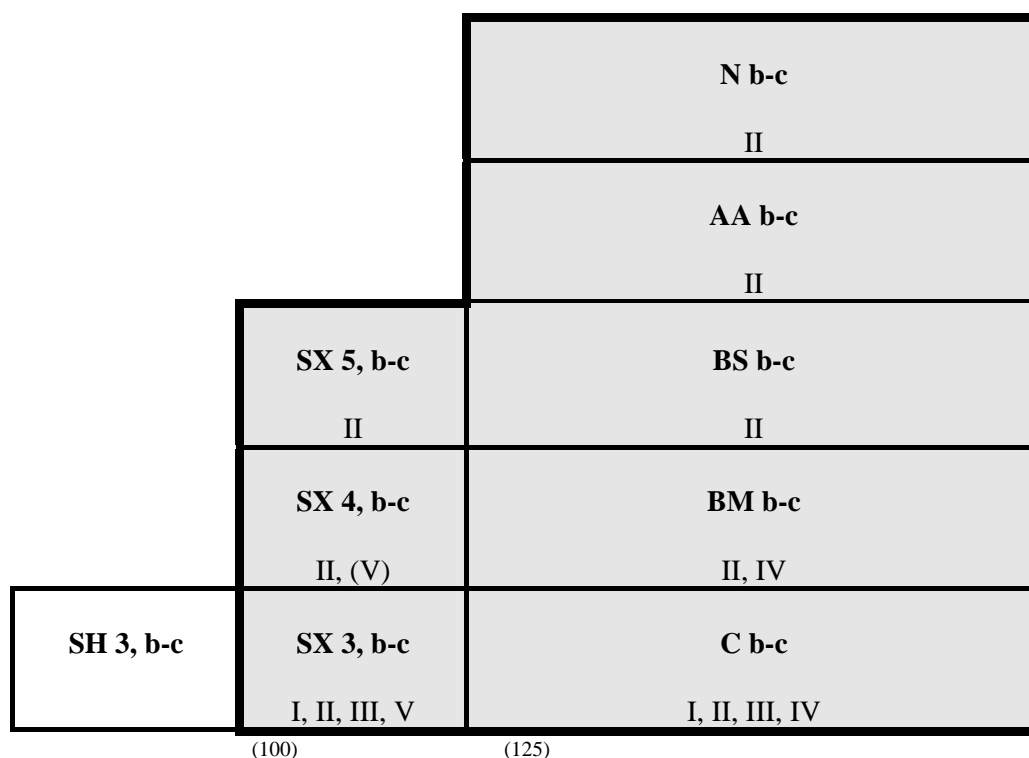 N b-c
II
AA b-c
II
SX 5, b-c
II
BS b-c
II
SX 4, b-c
II, (V)
BM b-c
II, IV
SH 3, b-c
SX 3, b-c
I, II, III, V
C b-c
I, II, III, IV
(100)
(125)